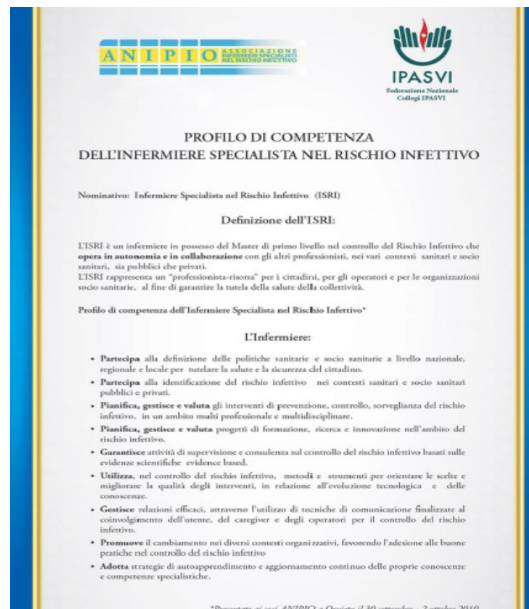 ANIPIO
ASSOCIAZIONE
INFERMIERI SPECIALISTI
NEL RISCHIO INFETTIVO
IPASVI
Federazione Nazionale
Collegi IPASVI
PROFILO DI COMPETENZA
DELL'INFERMIERE SPECIALISTA NEL RISCHIO INFETTIVO
Nominativo: Infermiere Specialista nel Rischio Infettivo (ISRI)
Definizione dell'ISRI:
L'ISRI è un infermiere in possesso del Master di primo livello nel controllo del Rischio Infettivo che
opera in autonomia e in collaborazione con gli altri professionisti, nei vari contesti sanitari e socio
sanitari, sia pubblici che privati.
L'ISRI rappresenta un "professionista-risorsa" per i cittadini, per gli operatori e per le organizzazioni
socio sanitarie, al fine di garantire la tutela della salute della collettività.
Profilo di competenza dell'Infermiere Specialista nel Rischio Infettivo*
L'Infermiere:
• Partecipa alla definizione delle politiche sanitarie e socio sanitarie a livello nazionale,
regionale e locale per tutelare la salute e la sicurezza del cittadino.
• Partecipa alla identificazione del rischio infettivo nei contesti sanitari e socio sanitari
pubblici e privati.
• Pianifica, gestisce e valuta gli interventi di prevenzione, controllo, sorveglianza del rischio
infettivo, in un ambito multi professionale e multidisciplinare.
• Pianifica, gestisce e valuta progetti di formazione, ricerca e innovazione nell'ambito del
rischio infettivo.
• Garantisce attività di supervisione e consulenza sul controllo del rischio infettivo basati sulle
evidenze scientifiche evidence based.
• Utilizza, nel controllo del rischio infettivo, metodi e strumenti per orientare le scelte e
migliorare la qualità degli interventi, in relazione all'evoluzione tecnologica e delle
conoscenze.
• Gestisce relazioni efficaci, attraverso l'utilizzo di tecniche di comunicazione finalizzate al
coinvolgimento dell'utente, del caregiver e degli operatori per il controllo del rischio
infettivo.
• Promuove il cambiamento nei diversi contesti organizzativi, favorendo l'adesione alle buone
pratiche nel controllo del rischio infettivo
• Adotta strategie di autoapprendimento e aggiornamento continuo delle proprie conoscenze
e competenze specialistiche.
*Presentato ai soci ANIPIO a Orvieto il 30 settembre - 2 ottobre 2010